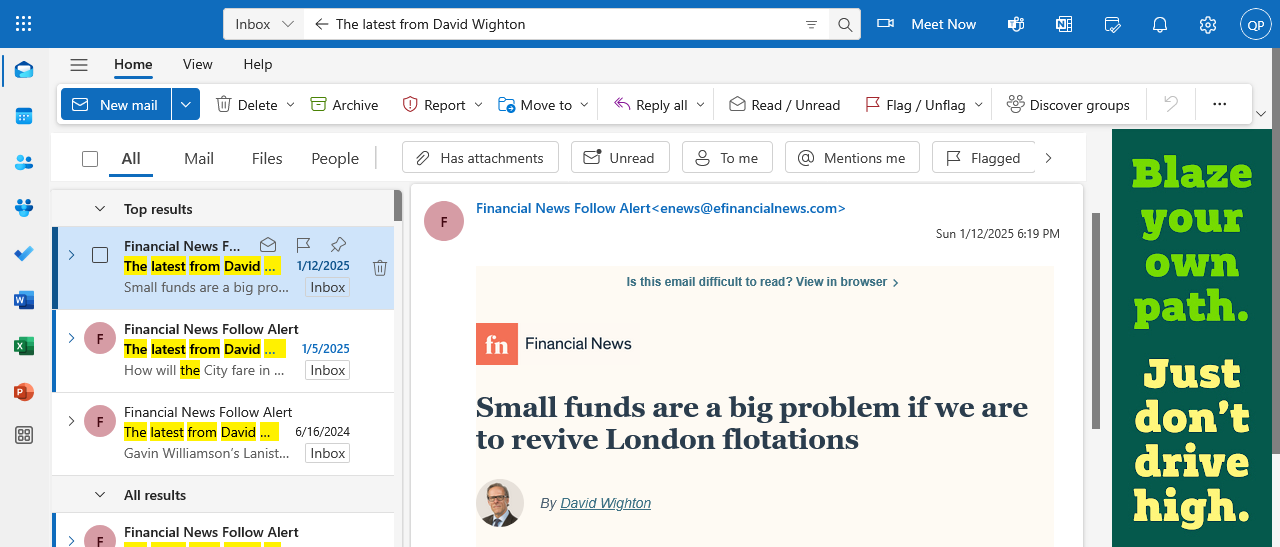 Inbox
The latest from David Wighton
Meet Now
QP
Home View Help
New mail Delete Archive Report Move to Reply all Read / Unread Flag / Unflag Discover groups
All Mail Files People
Has attachments Unread To me Mentions me Flagged
Top results
Financial News F...
The latest from David ... 1/12/2025
Small funds are a big pro... Inbox
F
Financial News Follow Alert
The latest from David ... 1/5/2025
How will the City fare in ... Inbox
F
Financial News Follow Alert
The latest from David ... 6/16/2024
Gavin Williamson's Lanist... Inbox
All results
F
Financial News Follow Alert
F
Financial News Follow Alert<enews@efinancialnews.com>
Sun 1/12/2025 6:19 PM
Is this email difficult to read? View in browser
fn Financial News
Small funds are a big problem if we are
to revive London flotations
By David Wighton
Blaze
your
own
path.
Just
don't
drive
high.